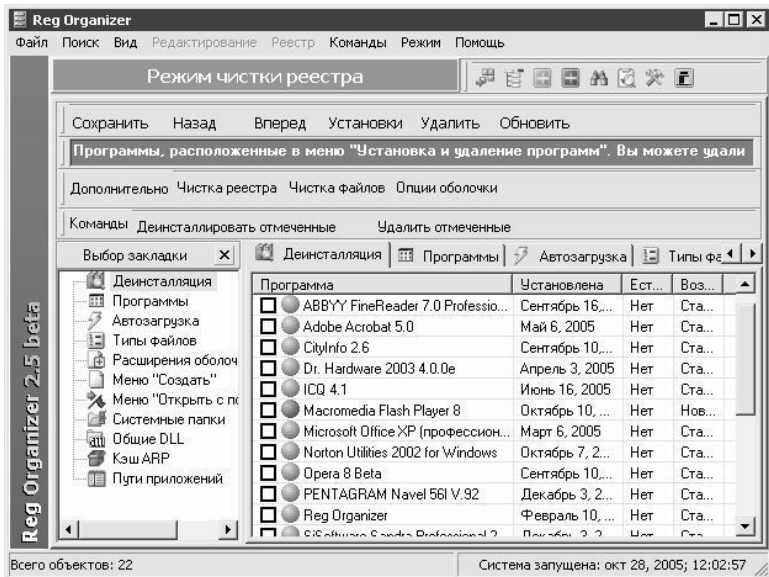 Reg Organizer
Файл Поиск Вид Редактирование Реестр Команды Режим Помощь
Режим чистки реестра
Сохранить Назад Вперед Установки Удалить Обновить
Программы, расположенные в меню "Установка и удаление программ". Вы можете удали
Дополнительно Чистка реестра Чистка файлов Опции оболочки
Команды Деинсталлировать отмеченные Удалить отмеченные
Выбор закладки
Деинсталляция
Программы
Автозагрузка
Типы файлов
Расширения оболоч
Меню "Создать"
Меню "Открыть с по
Системные папки
Общие DLL
Кэш ARP
Пути приложений
Деинсталляция Программы Автозагрузка Типы фа
Программа Установлена Ест... Воз...
ABBYY FineReader 7.0 Professio... Сентябрь 16,... Нет Ста...
Adobe Acrobat 5.0 Май 6, 2005 Нет Ста...
CityInfo 2.6 Сентябрь 10,... Нет Ста...
Dr. Hardware 2003 4.0.0e Апрель 3, 2005 Нет Ста...
ICQ 4.1 Июнь 16, 2005 Нет Ста...
Macromedia Flash Player 8 Октябрь 10, ... Нет Нов...
Microsoft Office XP (профессион... Март 6, 2005 Нет Ста...
Norton Utilities 2002 for Windows Октябрь 7, 2... Нет Ста...
Opera 8 Beta Сентябрь 10,... Нет Ста...
PENTAGRAM Navel 56I V.92 Декабрь 3, 2... Нет Ста...
Reg Organizer Февраль 10, ... Нет Ста...
SiSoftware Sandra Professional 2... Декабрь 3, 2... Нет Ста...
Reg Organizer 2.5 beta
Всего объектов: 22
Система запущена: окт 28, 2005; 12:02:57